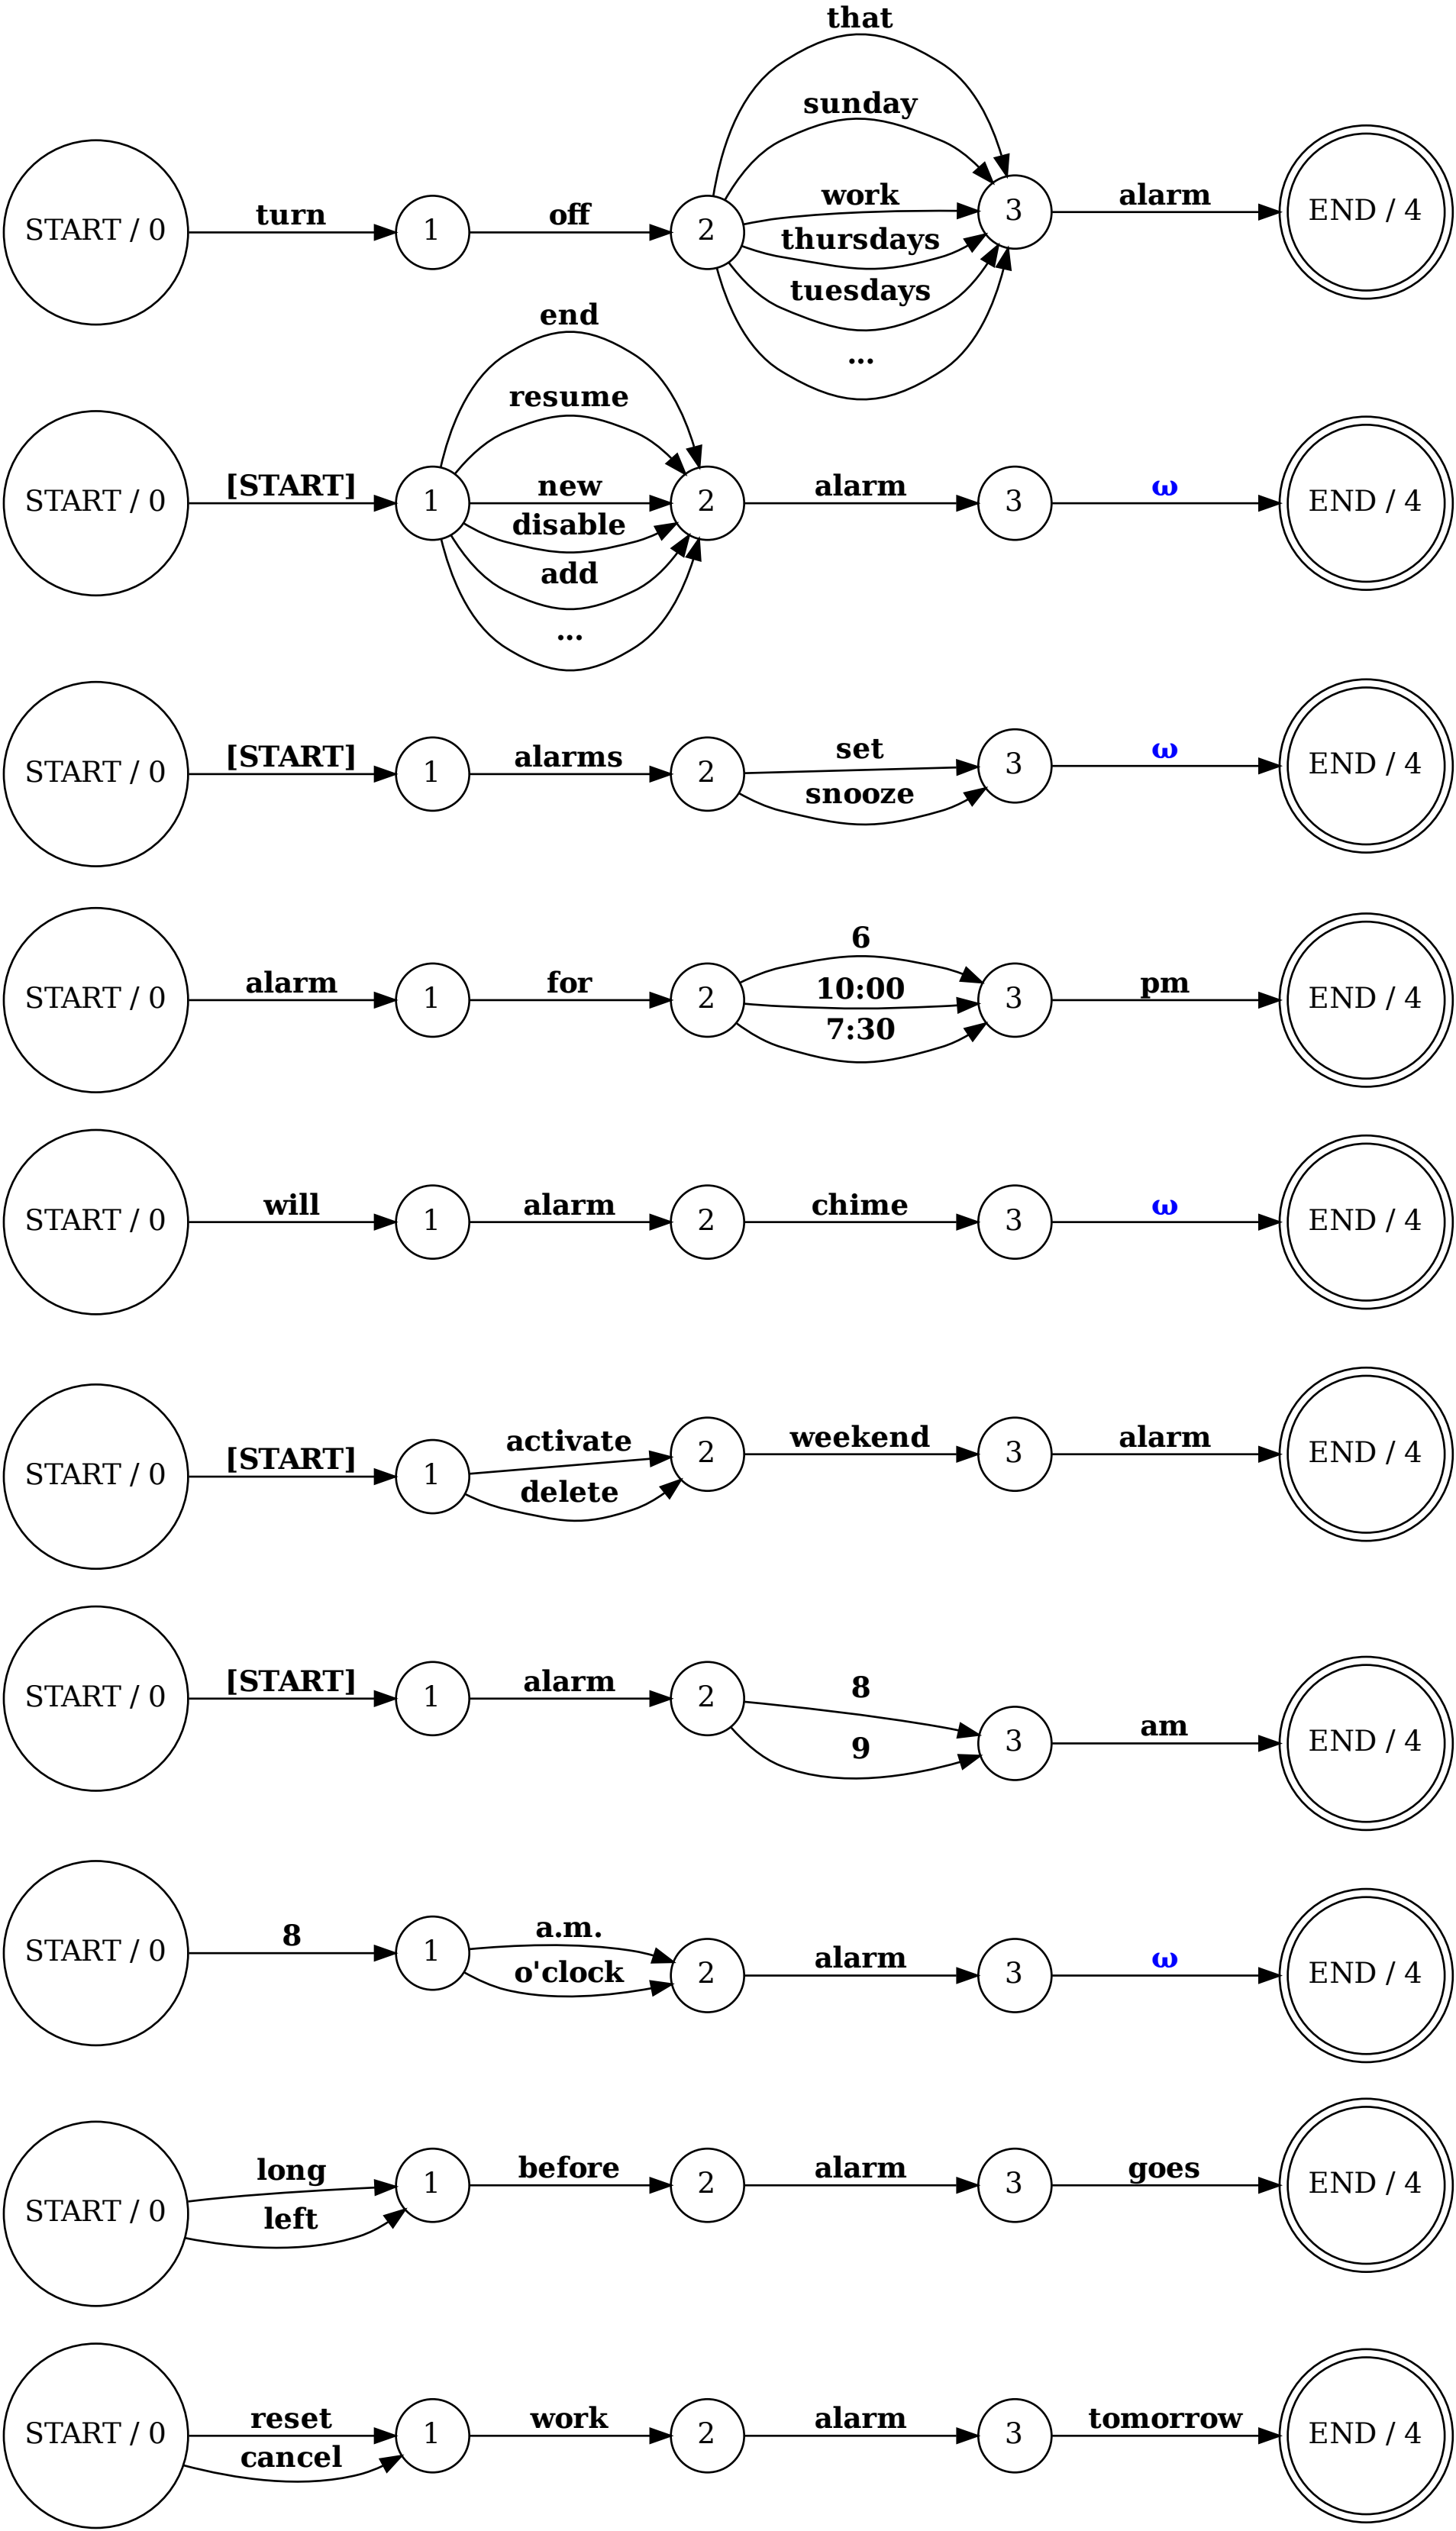 that
sunday
START / 0 turn 1 off 2 work 3 alarm END / 4
thursdays
tuesdays
...
end
resume
START / 0 [START] 1 new 2 alarm 3 ω END / 4
disable
add
...
START / 0 [START] 1 alarms 2 set 3 ω END / 4
snooze
6
START / 0 alarm 1 for 2 10:00 3 pm END / 4
7:30
START / 0 will 1 alarm 2 chime 3 ω END / 4
START / 0 [START] 1 activate 2 weekend 3 alarm END / 4
delete
START / 0 [START] 1 alarm 2 8 3 am END / 4
9
START / 0 8 1 a.m. 2 alarm 3 ω END / 4
o'clock
START / 0 long 1 before 2 alarm 3 goes END / 4
left
START / 0 reset 1 work 2 alarm 3 tomorrow END / 4
cancel